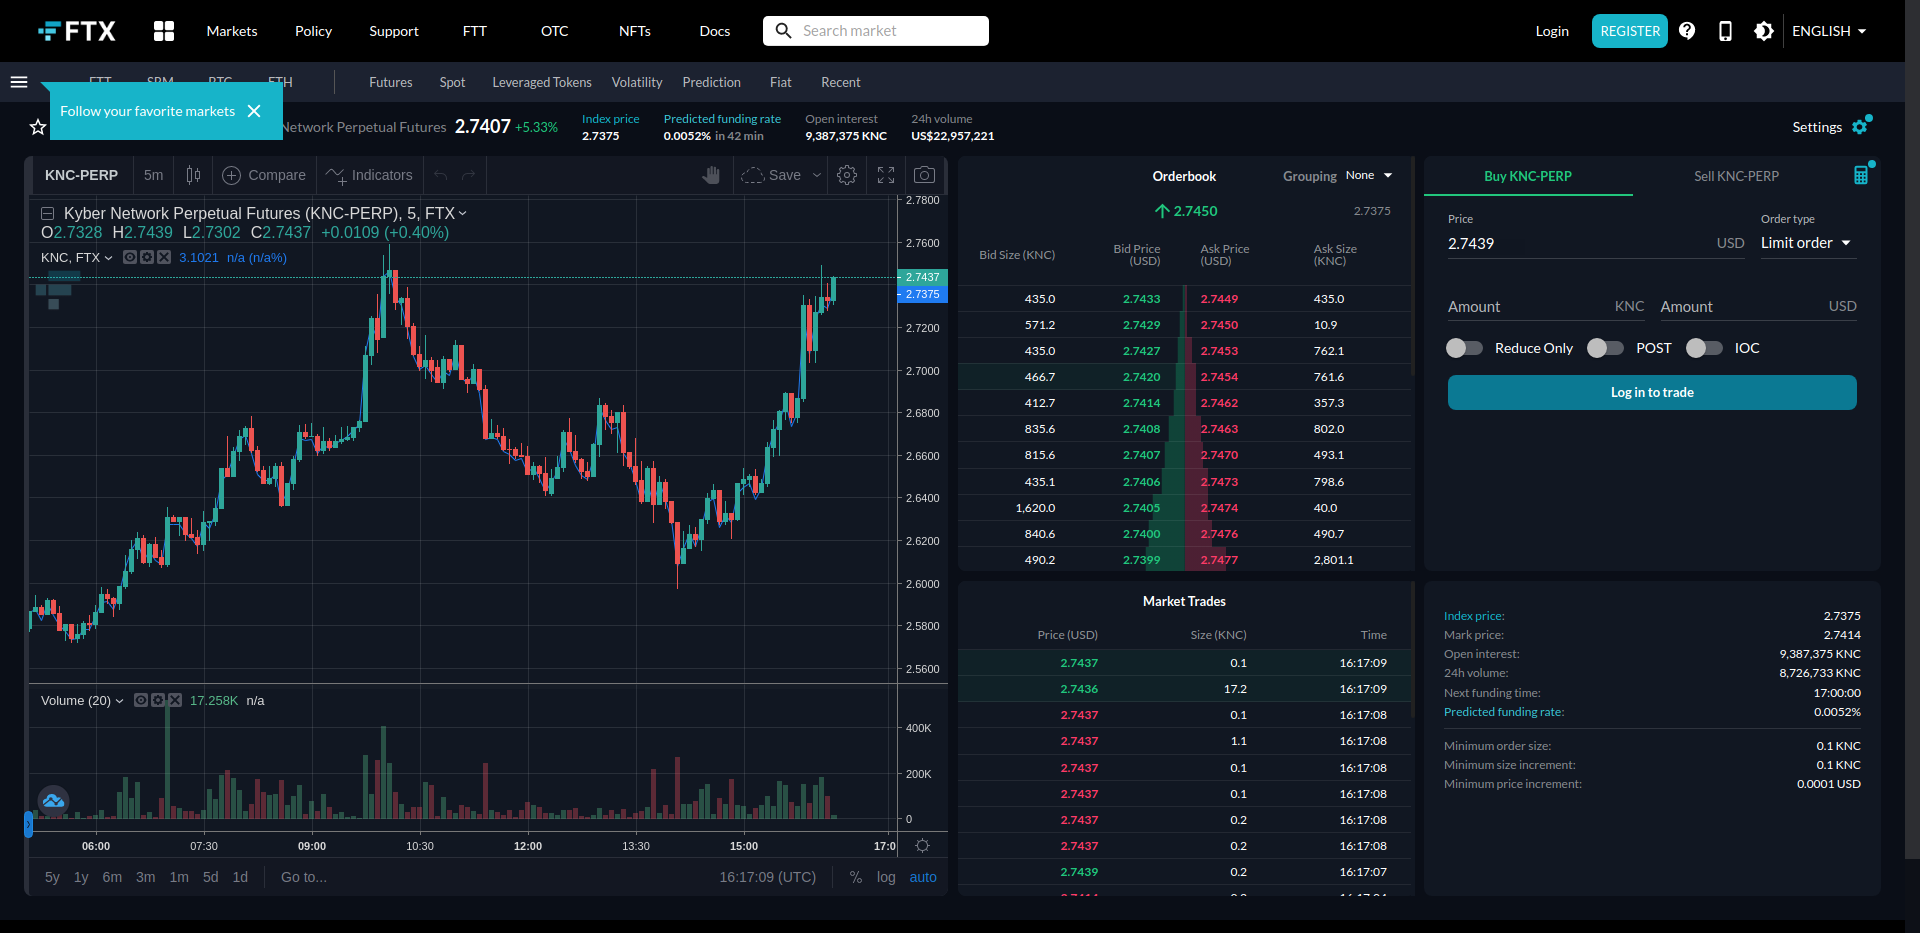 FTX Markets Policy Support FTT OTC NFTs Docs Search market Login REGISTER ENGLISH
Futures Spot Leveraged Tokens Volatility Prediction Fiat Recent
Follow your favorite markets
Network Perpetual Futures 2.7407 +5.33%
Index price
2.7375
Predicted funding rate
0.0052% in 42 min
Open interest
9,387,375 KNC
24h volume
US$22,957,221
Settings
KNC-PERP 5m Compare Indicators Save
Kyber Network Perpetual Futures (KNC-PERP), 5, FTX
O2.7328 H2.7439 L2.7302 C2.7437 +0.0109 (+0.40%)
KNC, FTX 3.1021 n/a (n/a%)
2.7800
2.7600
2.7437
2.7375
2.7200
2.7000
2.6800
2.6600
2.6400
2.6200
2.6000
2.5800
2.5600
Volume (20) 17.258K n/a
400K
200K
0
06:00 07:30 09:00 10:30 12:00 13:30 15:00 17:0
5y 1y 6m 3m 1m 5d 1d Go to... 16:17:09 (UTC) % log auto
Orderbook Grouping None
2.7450 2.7375
Bid Size (KNC) Bid Price (USD) Ask Price (USD) Ask Size (KNC)
435.0 2.7433 2.7449 435.0
571.2 2.7429 2.7450 10.9
435.0 2.7427 2.7453 762.1
466.7 2.7420 2.7454 761.6
412.7 2.7414 2.7462 357.3
835.6 2.7408 2.7463 802.0
815.6 2.7407 2.7470 493.1
435.1 2.7406 2.7473 798.6
1,620.0 2.7405 2.7474 40.0
840.6 2.7400 2.7476 490.7
490.2 2.7399 2.7477 2,801.1
Market Trades
Price (USD) Size (KNC) Time
2.7437 0.1 16:17:09
2.7436 17.2 16:17:09
2.7437 0.1 16:17:08
2.7437 1.1 16:17:08
2.7437 0.1 16:17:08
2.7437 0.1 16:17:08
2.7437 0.2 16:17:08
2.7437 0.2 16:17:08
2.7439 0.2 16:17:07
Buy KNC-PERP Sell KNC-PERP
Price Order type
2.7439 USD Limit order
Amount KNC Amount USD
Reduce Only POST IOC
Log in to trade
Index price: 2.7375
Mark price: 2.7414
Open interest: 9,387,375 KNC
24h volume: 8,726,733 KNC
Next funding time: 17:00:00
Predicted funding rate: 0.0052%
Minimum order size: 0.1 KNC
Minimum size increment: 0.1 KNC
Minimum price increment: 0.0001 USD